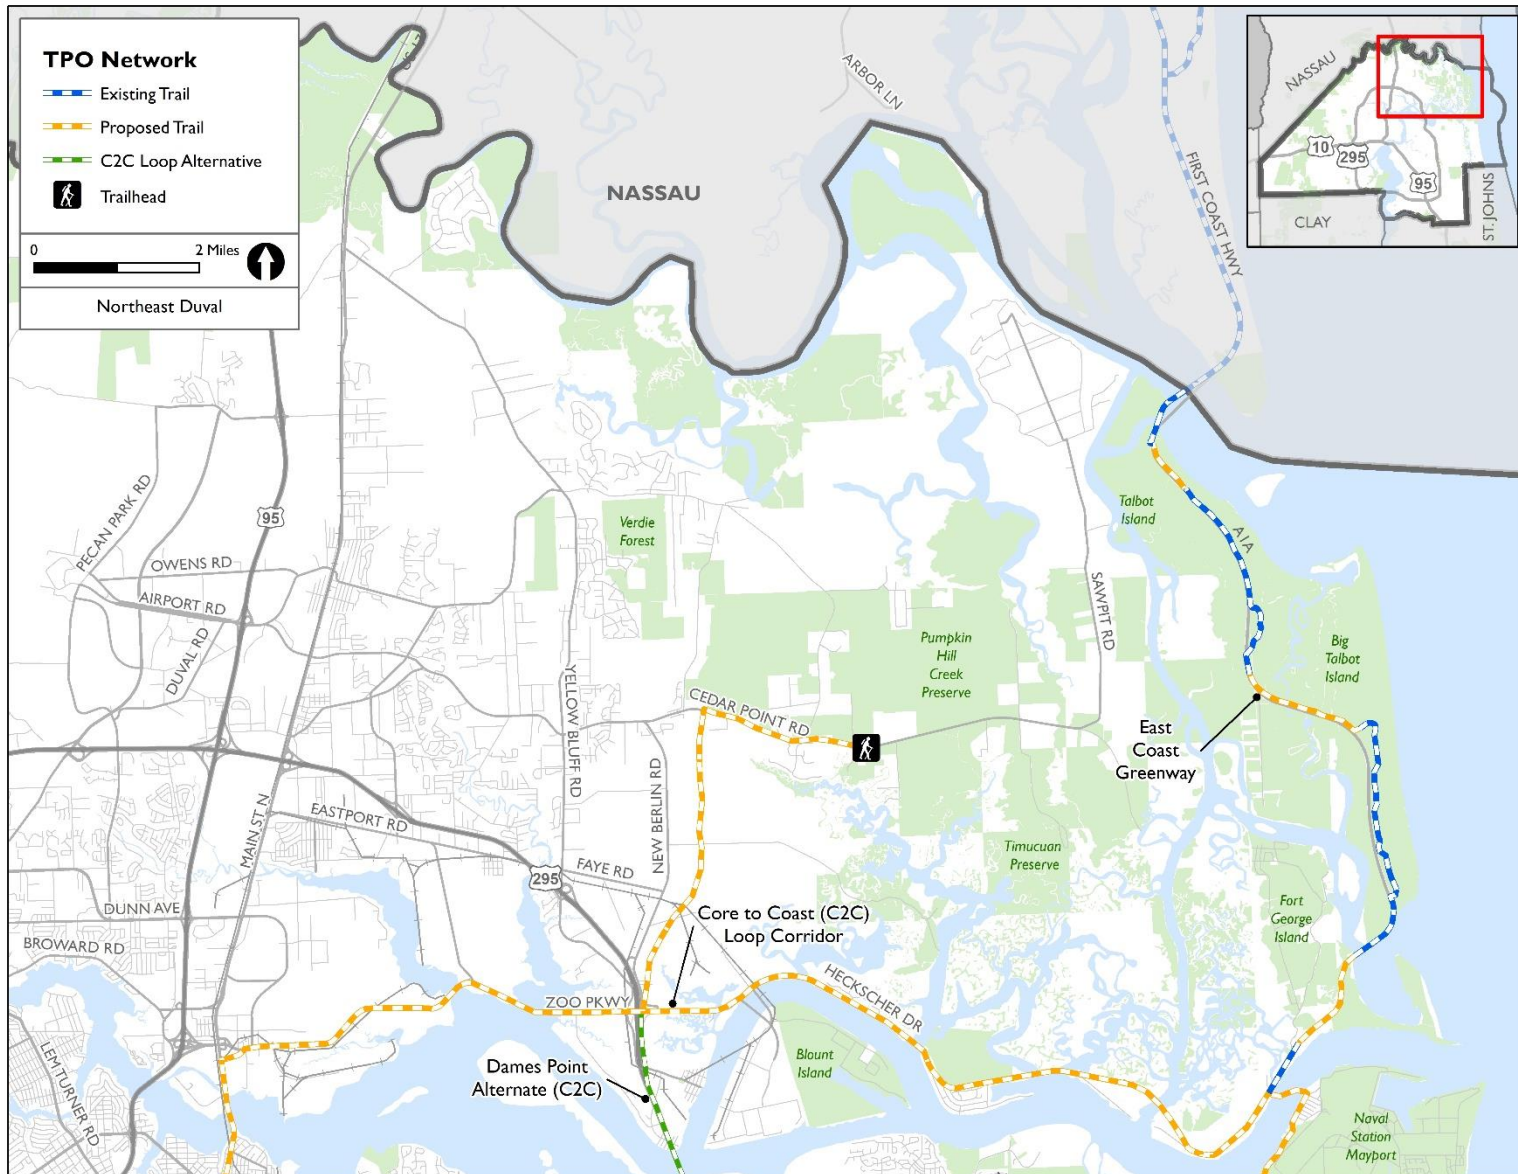 TPO Network
Existing Trail
Proposed Trail
C2C Loop Alternative
Trailhead
0
2 Miles
Northeast Duval
ARBOR LN
NASSAU
FIRST COAST HWY
NASSAU
10
295
95
CLAY
ST. JOHNS
PECAN PARK RD
95
OWENS RD
AIRPORT RD
DUVAL RD
Verdie
Forest
Talbot
Island
A1A
SAWPIT RD
Pumpkin
Hill
Creek
Preserve
Big
Talbot
Island
YELLOW BLUFF RD
CEDAR POINT RD
East
Coast
Greenway
MAIN ST N
EASTPORT RD
NEW BERLIN RD
FAYE RD
295
Timucuan
Preserve
DUNN AVE
BROWARD RD
Core to Coast (C2C)
Loop Corridor
Fort
George
Island
ZOO PKWY
HECKSCHER DR
LEM TURNER RD
Dames Point
Alternate (C2C)
Blount
Island
Naval
Station
Mayport